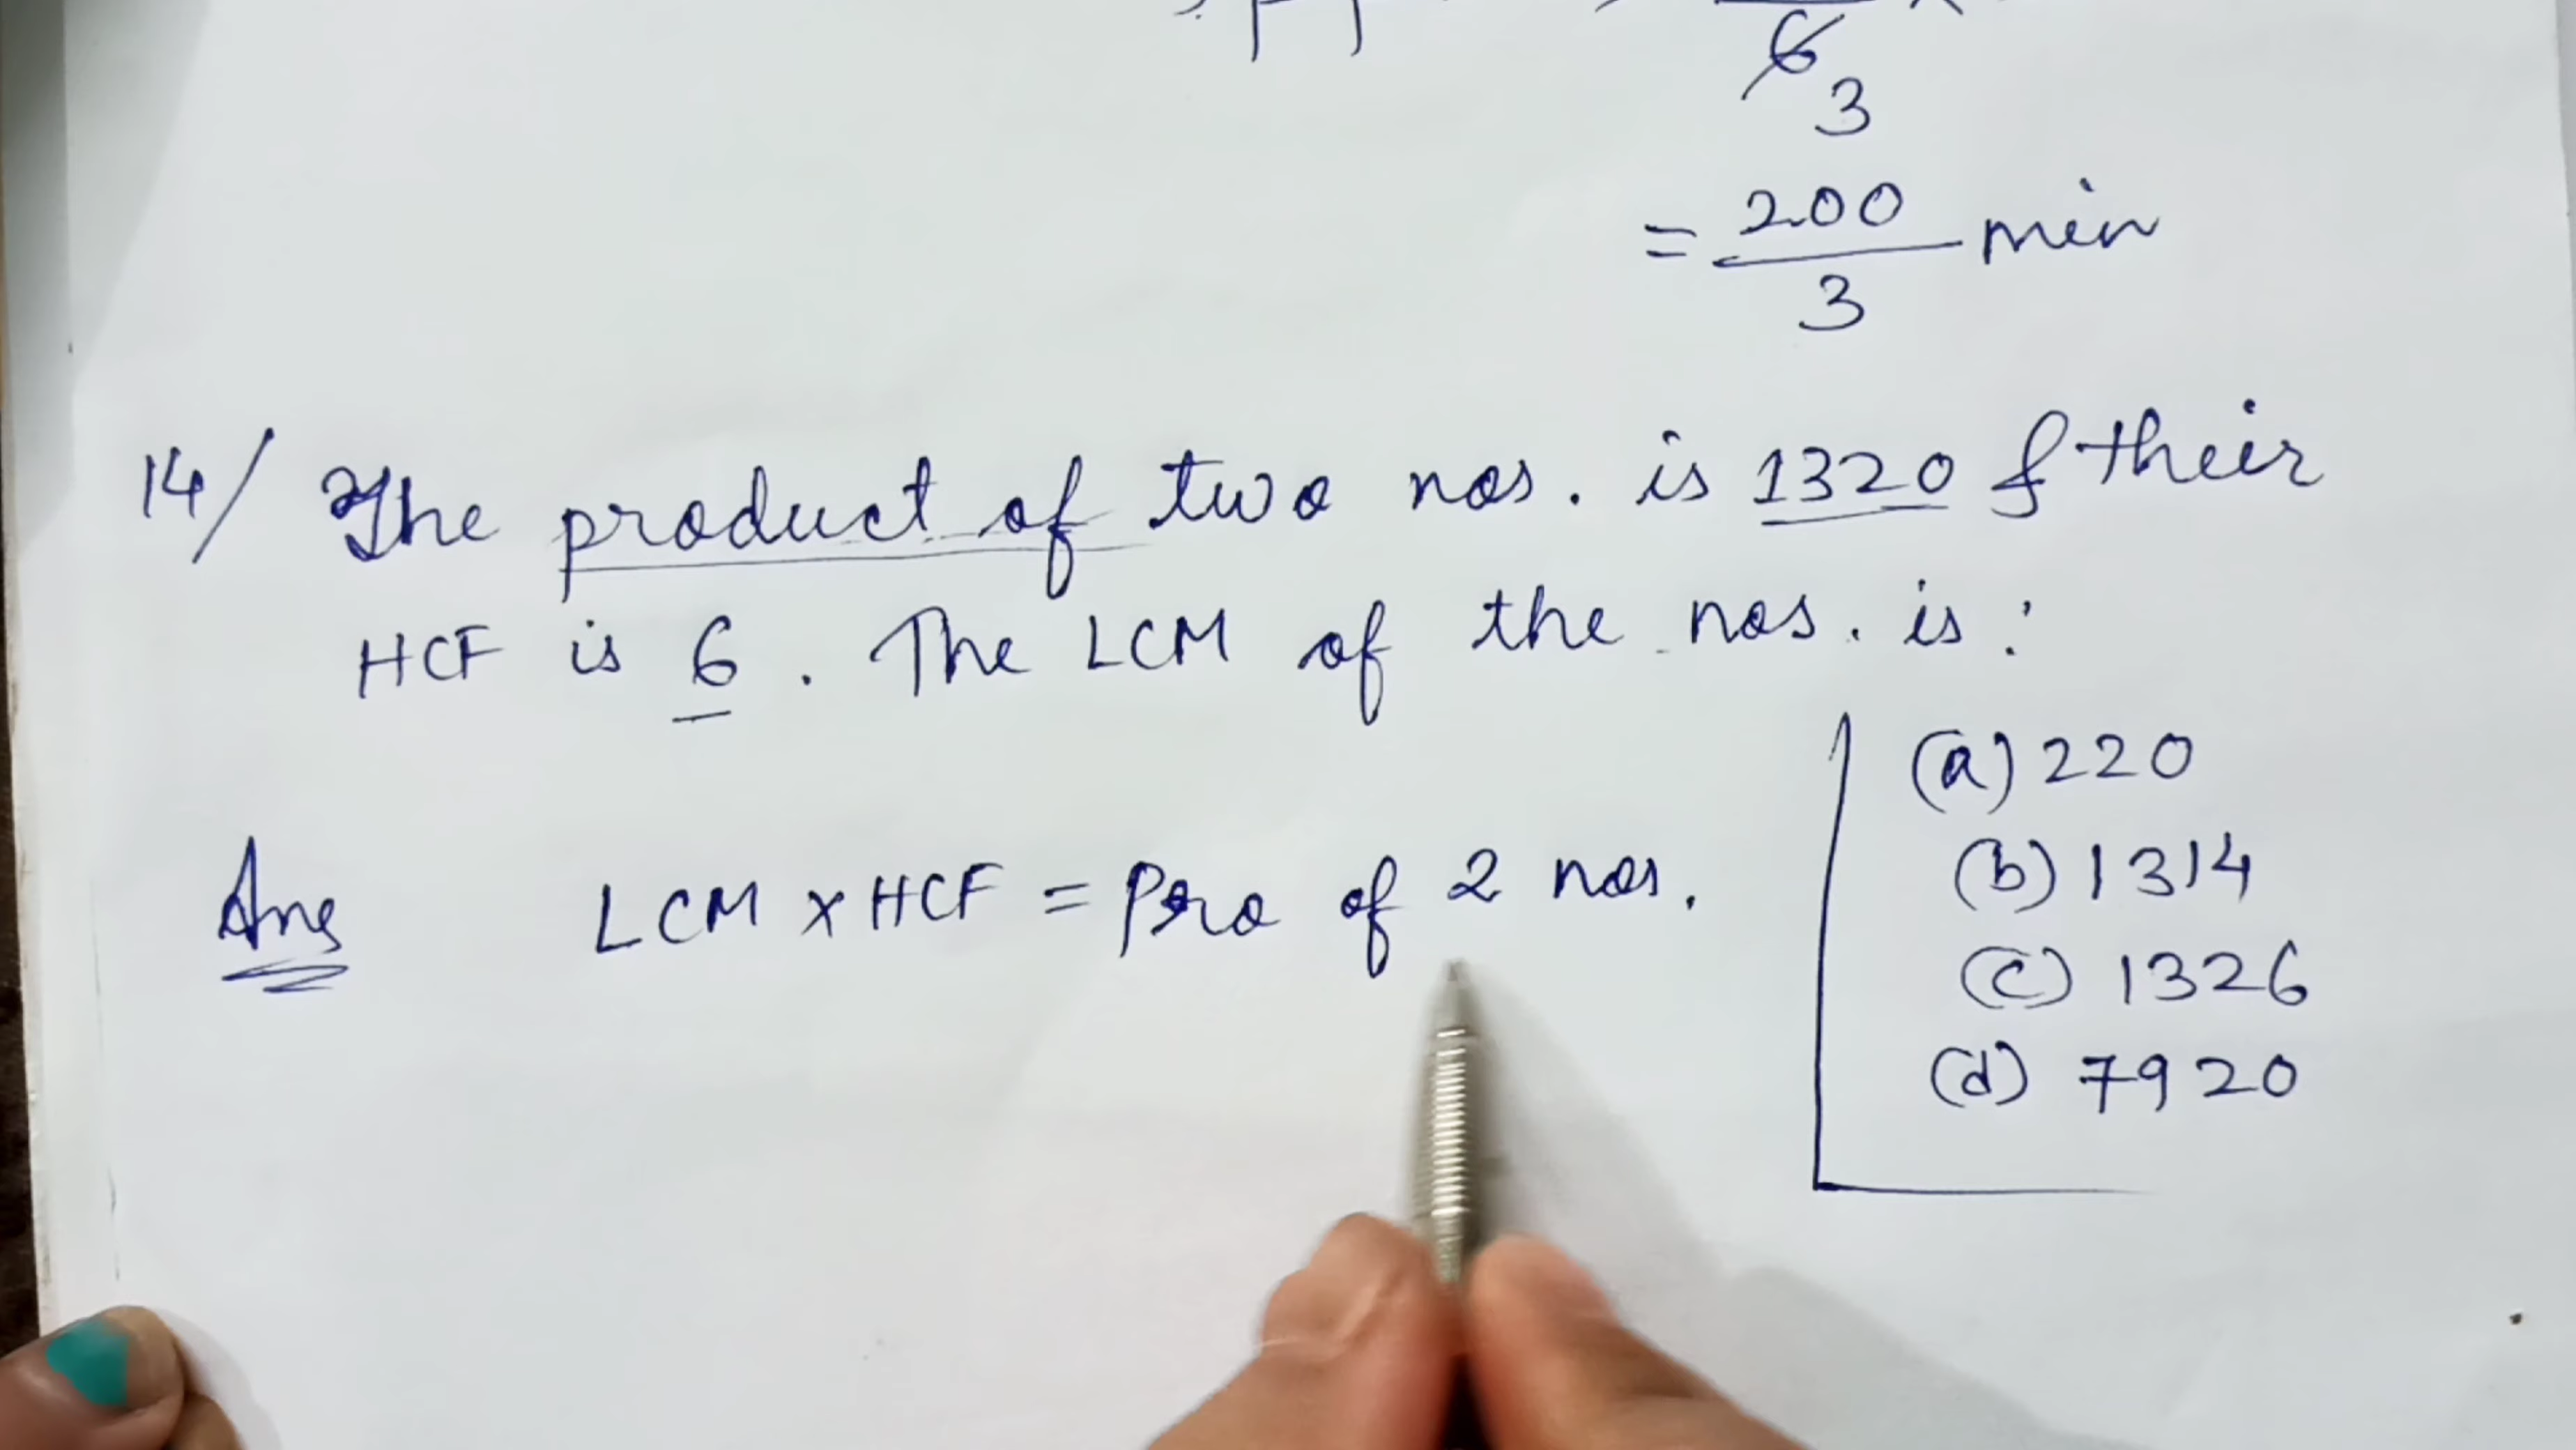 6
3
= 200
3 min
14/ The product of two nos. is 1320 & their
HCF is 6. The LCM of the nos. is:
(a) 220
(b) 1314
(c) 1326
(d) 7920
Ans LCM x HCF = Pro of 2 nos.